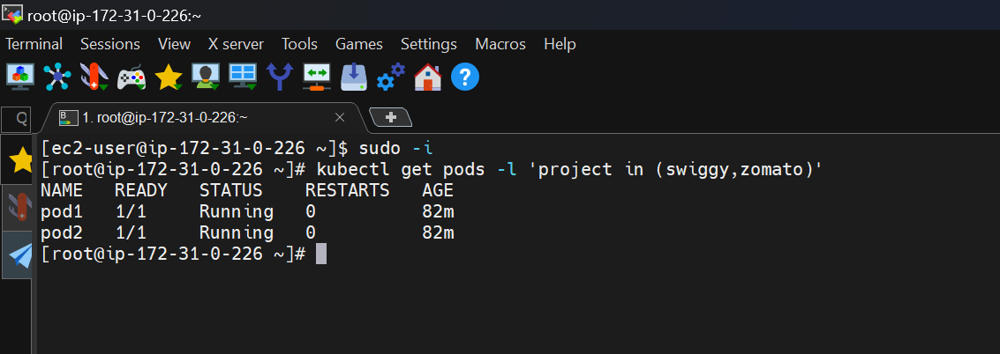 root@ip-172-31-0-226:~
Terminal Sessions View X server Tools Games Settings Macros Help
Q 1. root@ip-172-31-0-226:~
[ec2-user@ip-172-31-0-226 ~]$ sudo -i
[root@ip-172-31-0-226 ~]# kubectl get pods -l 'project in (swiggy,zomato)'
NAME READY STATUS RESTARTS AGE
pod1 1/1 Running 0 82m
pod2 1/1 Running 0 82m
[root@ip-172-31-0-226 ~]#